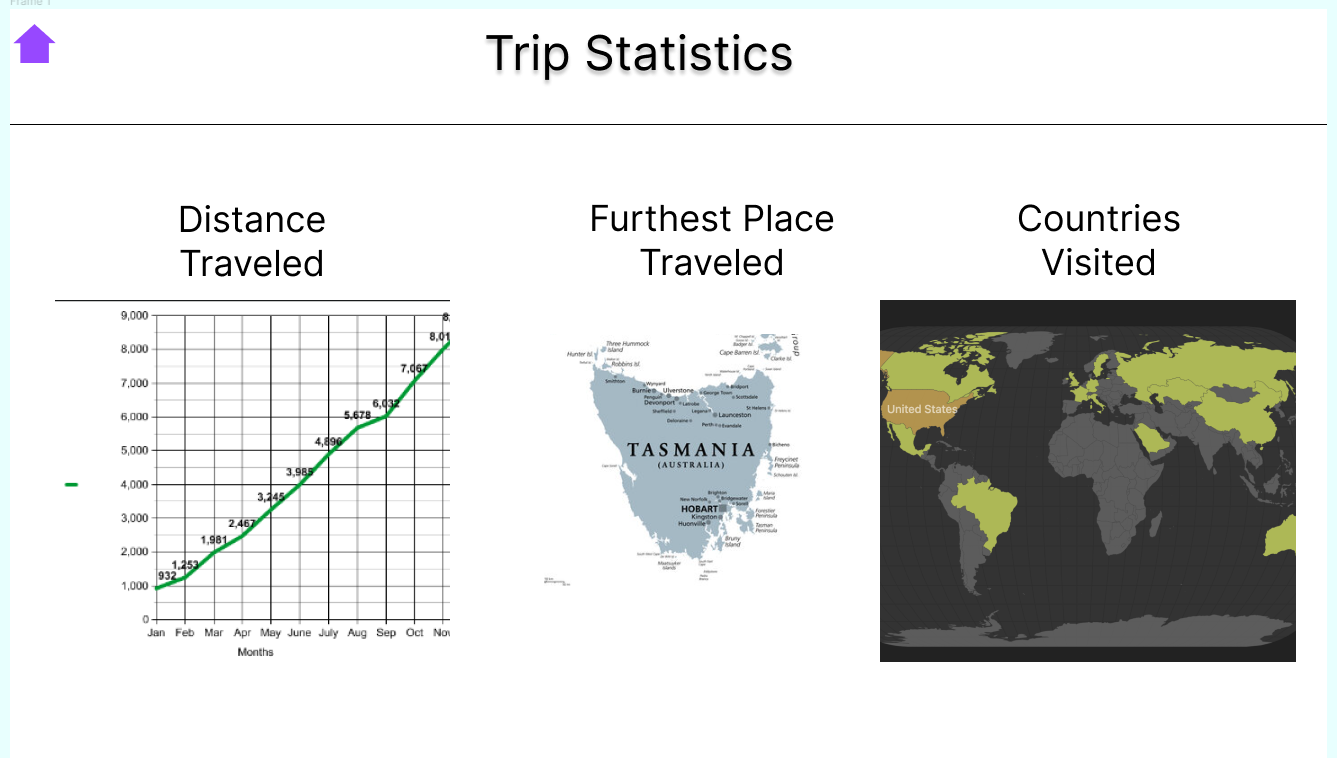 Frame 1
Trip Statistics
Distance
Traveled
Furthest Place
Traveled
Countries
Visited
9,000
8,000
7,000
6,000
5,000
4,000
3,000
2,000
1,000
0
932
1,253
1,981
2,467
3,245
3,985
4,896
5,678
6,032
7,067
8,01
8,
Jan Feb Mar Apr May June July Aug Sep Oct Nov
Months
Three Hummock
Island
Hunter Isl.
Robbins Isl.
Cape Barren Isl.
Clarke Isl.
Smithton
Wynyard
Burnie
Penguin
Ulverstone
Devonport
Latrobe
George Town
Bridport
Scottsdale
Sheffield
Legana
Launceston
St Helens
Deloraine
Perth
Evandale
TASMANIA
(AUSTRALIA)
Bicheno
Freycinet
Peninsula
Schouten Isl.
Brighton
New Norfolk
Bridgewater
Sorell
Maria
Island
HOBART
Kingston
Huonville
Forestier
Peninsula
Tasman
Peninsula
Bruny
Island
Maatsuyker
Islands
United States